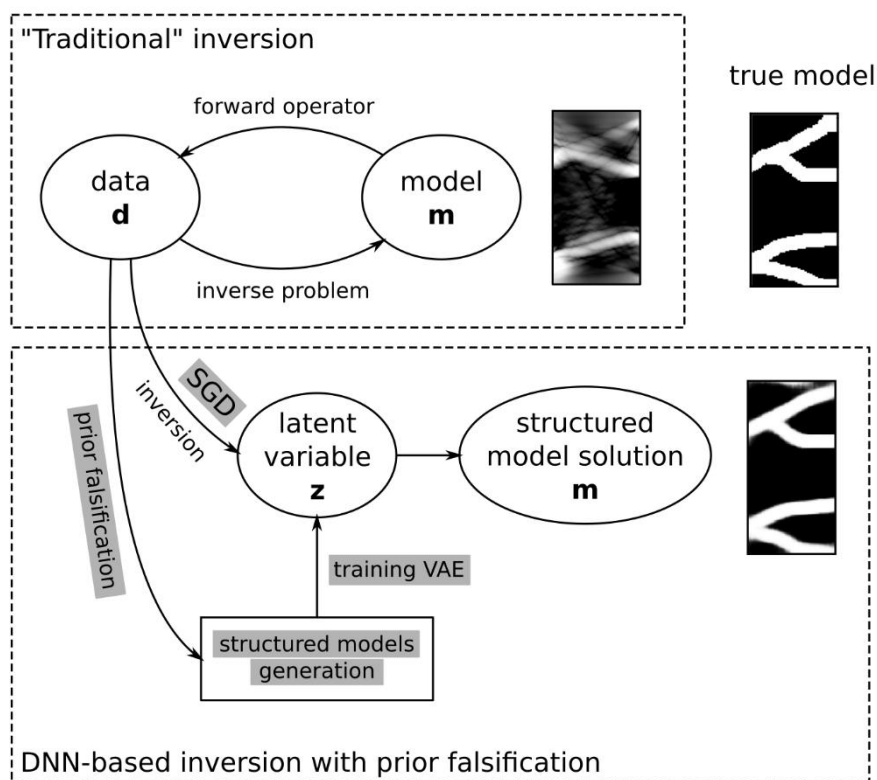 "Traditional" inversion
true model
forward operator
data
d
model
m
inverse problem
SGD
inversion
prior falsification
latent
variable
z
structured
model solution
m
training VAE
structured models
generation
DNN-based inversion with prior falsification